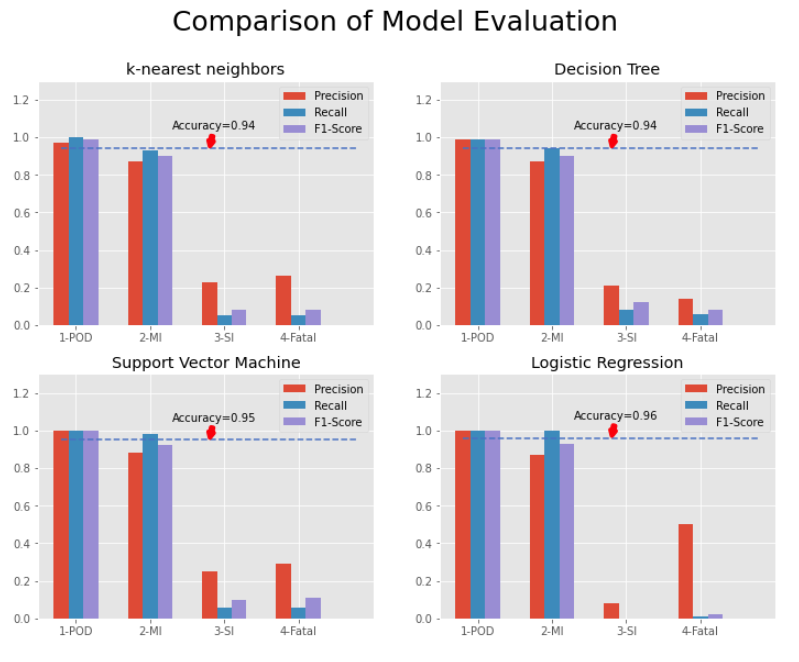 Comparison of Model Evaluation
k-nearest neighbors
1.2
1.0
0.8
0.6
0.4
0.2
0.0
Accuracy=0.94
Precision
Recall
F1-Score
1-POD 2-MI 3-SI 4-Fatal
Decision Tree
1.2
1.0
0.8
0.6
0.4
0.2
0.0
Accuracy=0.94
Precision
Recall
F1-Score
1-POD 2-MI 3-SI 4-Fatal
Support Vector Machine
1.2
1.0
0.8
0.6
0.4
0.2
0.0
Accuracy=0.95
Precision
Recall
F1-Score
1-POD 2-MI 3-SI 4-Fatal
Logistic Regression
1.2
1.0
0.8
0.6
0.4
0.2
0.0
Accuracy=0.96
Precision
Recall
F1-Score
1-POD 2-MI 3-SI 4-Fatal